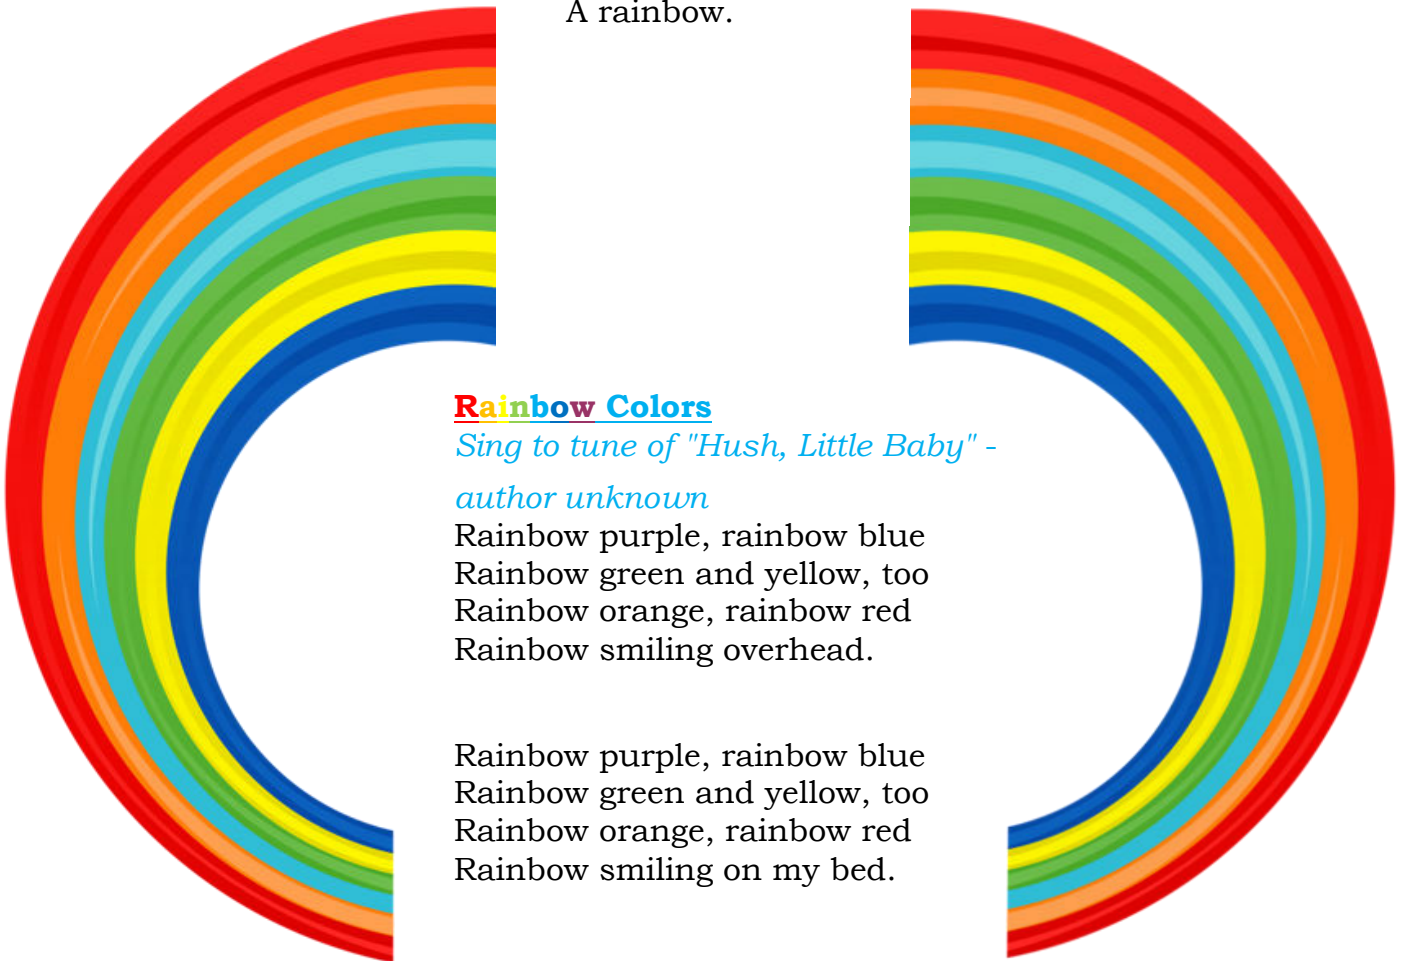 A rainbow.
Rainbow Colors
Sing to tune of "Hush, Little Baby" -
author unknown
Rainbow purple, rainbow blue
Rainbow green and yellow, too
Rainbow orange, rainbow red
Rainbow smiling overhead.
Rainbow purple, rainbow blue
Rainbow green and yellow, too
Rainbow orange, rainbow red
Rainbow smiling on my bed.